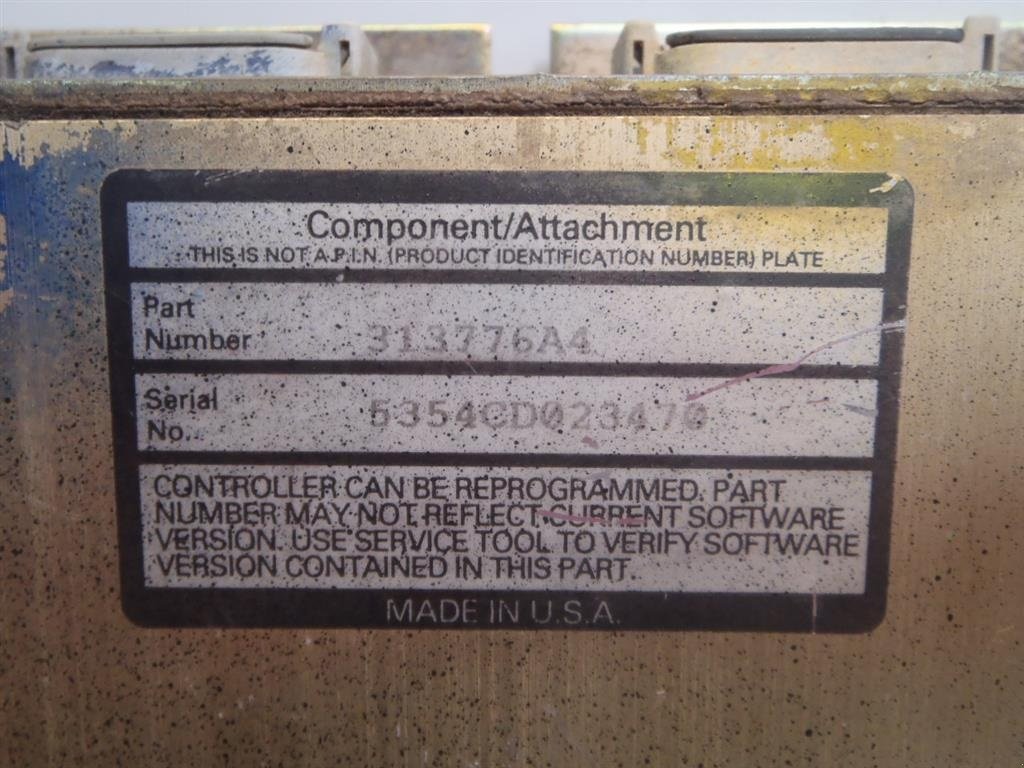 Component/Attachment
THIS IS NOT A P.I.N. (PRODUCT IDENTIFICATION NUMBER) PLATE
Part
Number 313776A4
Serial
No. 5354CD023470
CONTROLLER CAN BE REPROGRAMMED. PART
NUMBER MAY NOT REFLECT CURRENT SOFTWARE
VERSION. USE SERVICE TOOL TO VERIFY SOFTWARE
VERSION CONTAINED IN THIS PART.
MADE IN U.S.A.